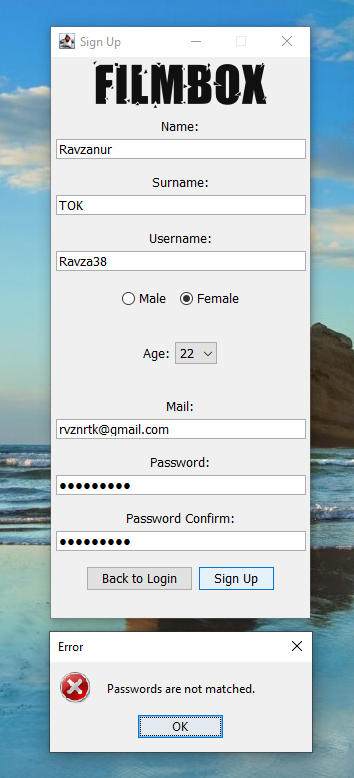 Sign Up
FILMBOX
Name:
Ravzanur
Surname:
TOK
Username:
Ravza38
Male Female
Age: 22
Mail:
rvznrtk@gmail.com
Password:
●●●●●●●●●
Password Confirm:
●●●●●●●●●
Back to Login Sign Up
Error
Passwords are not matched.
OK